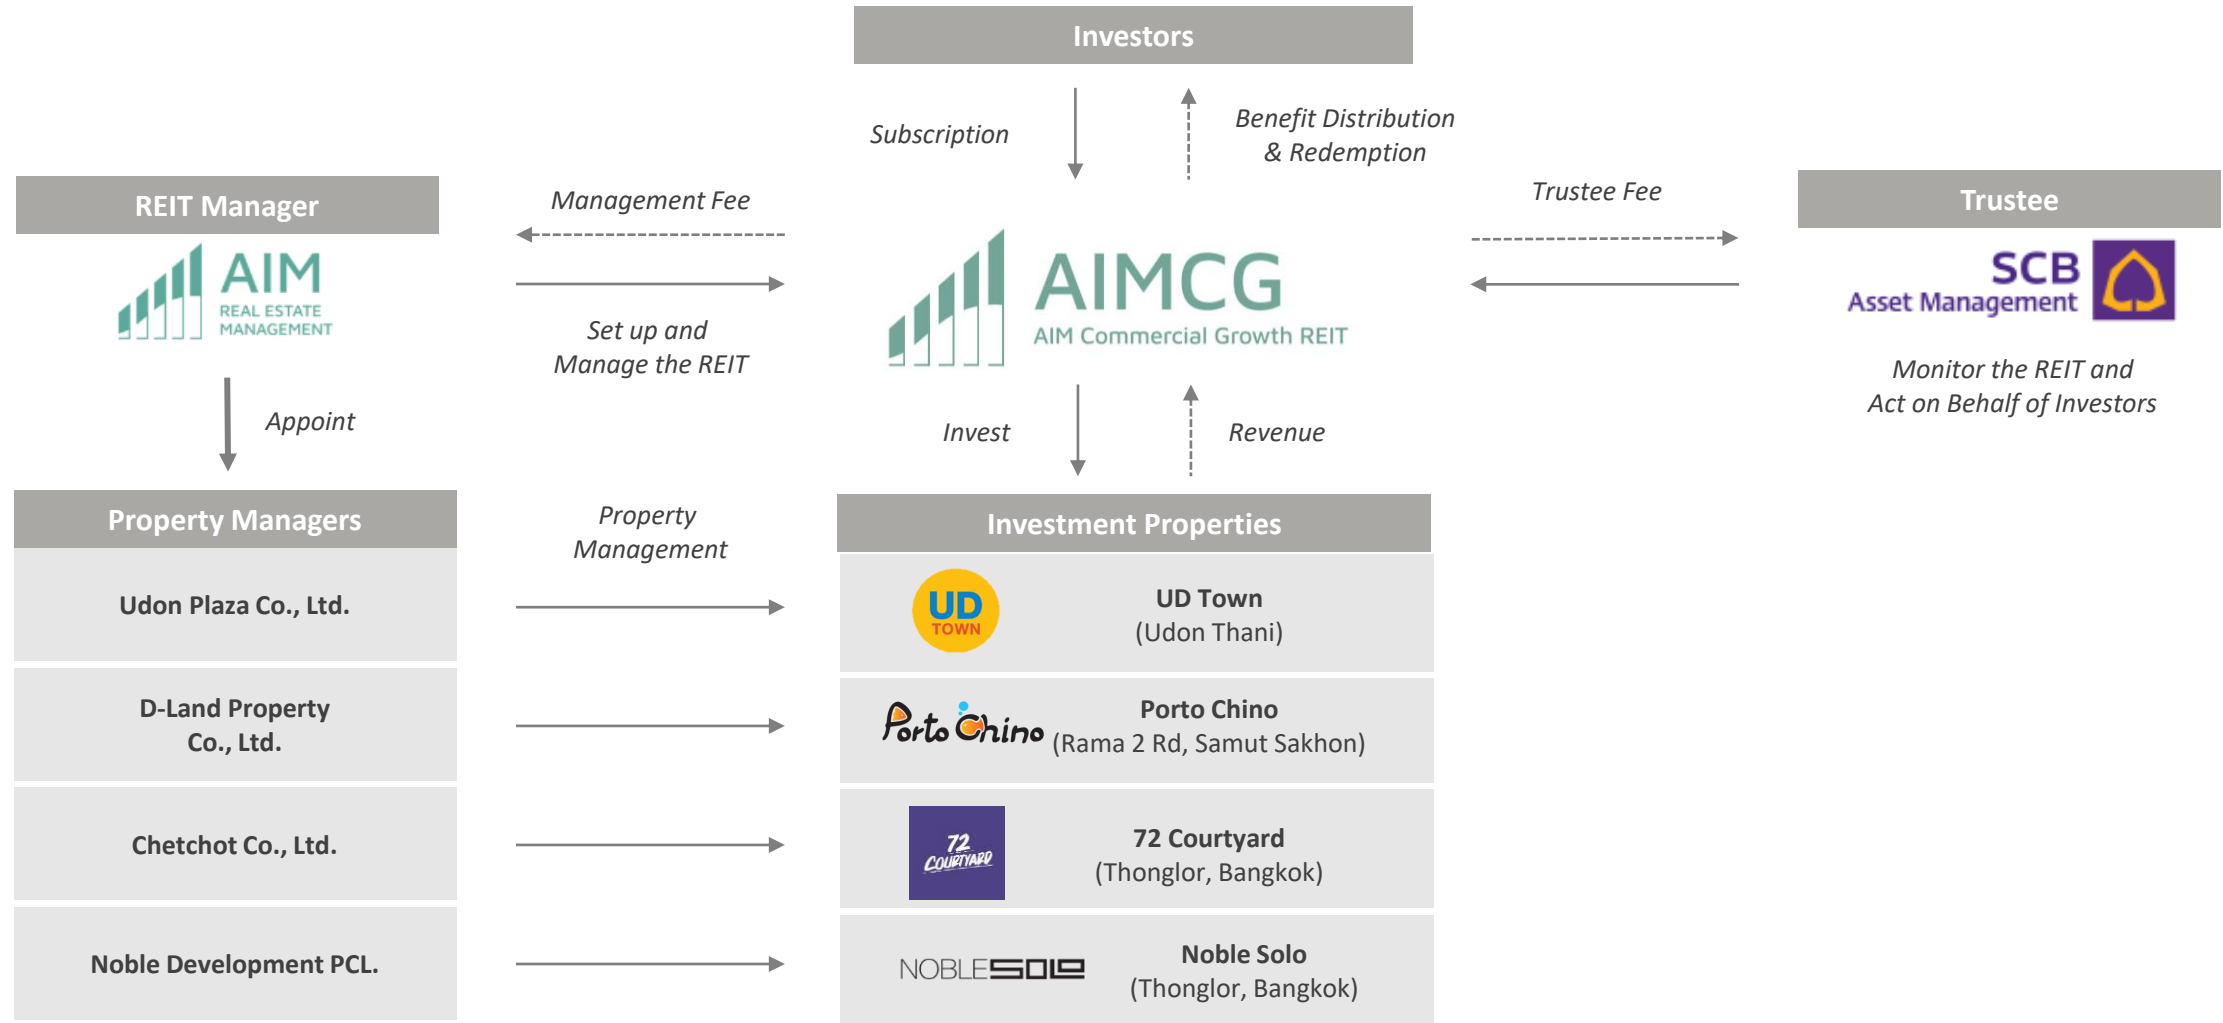 Investors
Subscription
Benefit Distribution
& Redemption
REIT Manager
AIM
REAL ESTATE
MANAGEMENT
Management Fee
Set up and
Manage the REIT
AIMCG
AIM Commercial Growth REIT
Trustee Fee
Trustee
SCB
Asset Management
Monitor the REIT and
Act on Behalf of Investors
Appoint
Invest
Revenue
Property Managers
Property
Management
Investment Properties
Udon Plaza Co., Ltd.
UD
TOWN
UD Town
(Udon Thani)
D-Land Property
Co., Ltd.
Porto Chino
Porto Chino
(Rama 2 Rd, Samut Sakhon)
Chetchot Co., Ltd.
72
COURTYARD
72 Courtyard
(Thonglor, Bangkok)
Noble Development PCL.
NOBLE SOLO
Noble Solo
(Thonglor, Bangkok)